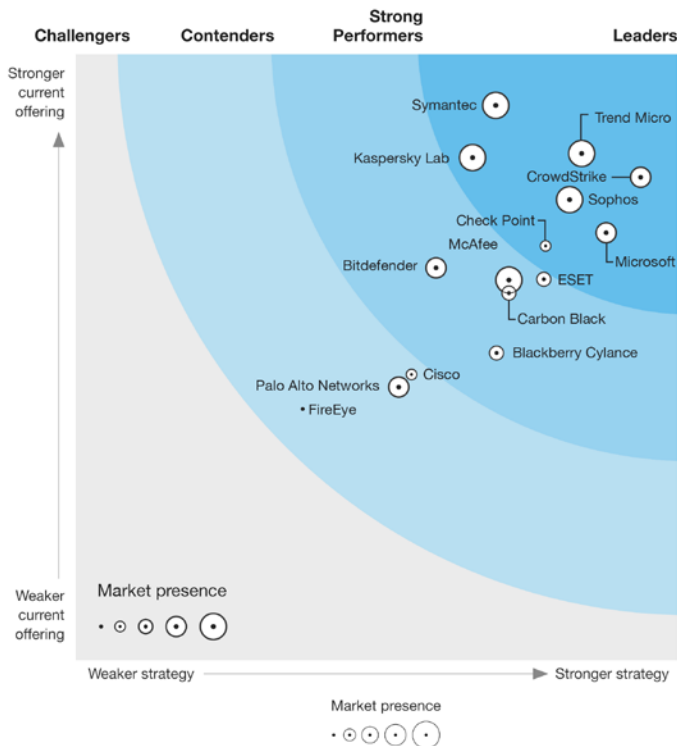 Challengers
Contenders
Strong
Performers
Leaders
Stronger
current
offering
Symantec
Trend Micro
Kaspersky Lab
CrowdStrike
Sophos
Check Point
McAfee
Microsoft
Bitdefender
ESET
Carbon Black
Blackberry Cylance
Cisco
Palo Alto Networks
FireEye
Market presence
Weaker
current
offering
Weaker strategy
Stronger strategy
Market presence